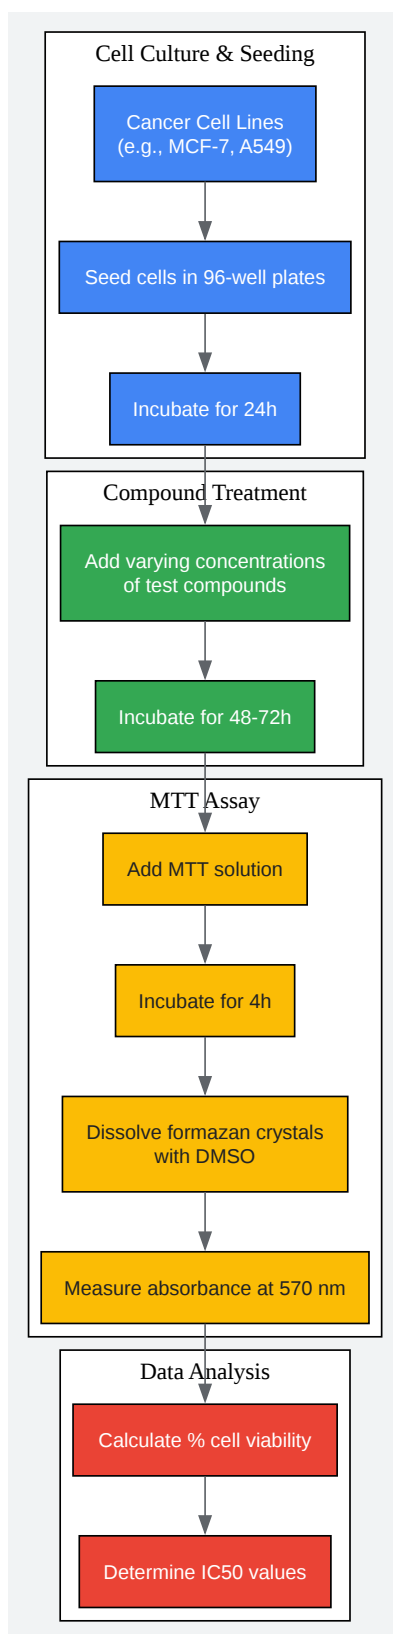 Cell Culture & Seeding
Cancer Cell Lines
(e.g., MCF-7, A549)
Seed cells in 96-well plates
Incubate for 24h
Compound Treatment
Add varying concentrations
of test compounds
Incubate for 48-72h
MTT Assay
Add MTT solution
Incubate for 4h
Dissolve formazan crystals
with DMSO
Measure absorbance at 570 nm
Data Analysis
Calculate % cell viability
Determine IC50 values